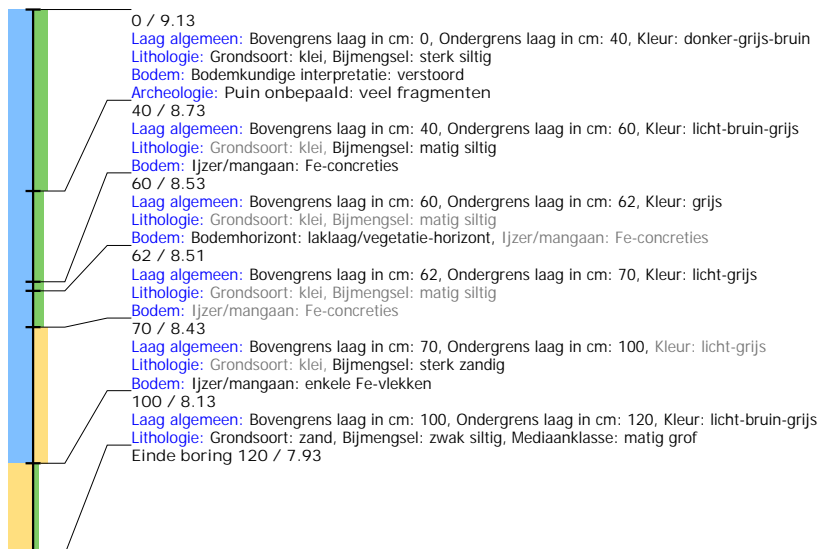 0 / 9.13
Laag algemeen: Bovengrens laag in cm: 0, Ondergrens laag in cm: 40, Kleur: donker-grijs-bruin
Lithologie: Grondsoort: klei, Bijmengsel: sterk siltig
Bodem: Bodemkundige interpretatie: verstoord
Archeologie: Puin onbepaald: veel fragmenten
40 / 8.73
Laag algemeen: Bovengrens laag in cm: 40, Ondergrens laag in cm: 60, Kleur: licht-bruin-grijs
Lithologie: Grondsoort: klei, Bijmengsel: matig siltig
Bodem: Ijzer/mangaan: Fe-concreties
60 / 8.53
Laag algemeen: Bovengrens laag in cm: 60, Ondergrens laag in cm: 62, Kleur: grijs
Lithologie: Grondsoort: klei, Bijmengsel: matig siltig
Bodem: Bodemhorizont: laklaag/vegetatie-horizont, Ijzer/mangaan: Fe-concreties
62 / 8.51
Laag algemeen: Bovengrens laag in cm: 62, Ondergrens laag in cm: 70, Kleur: licht-grijs
Lithologie: Grondsoort: klei, Bijmengsel: matig siltig
Bodem: Ijzer/mangaan: Fe-concreties
70 / 8.43
Laag algemeen: Bovengrens laag in cm: 70, Ondergrens laag in cm: 100, Kleur: licht-grijs
Lithologie: Grondsoort: klei, Bijmengsel: sterk zandig
Bodem: Ijzer/mangaan: enkele Fe-vlekken
100 / 8.13
Laag algemeen: Bovengrens laag in cm: 100, Ondergrens laag in cm: 120, Kleur: licht-bruin-grijs
Lithologie: Grondsoort: zand, Bijmengsel: zwak siltig, Mediaanklasse: matig grof
Einde boring 120 / 7.93